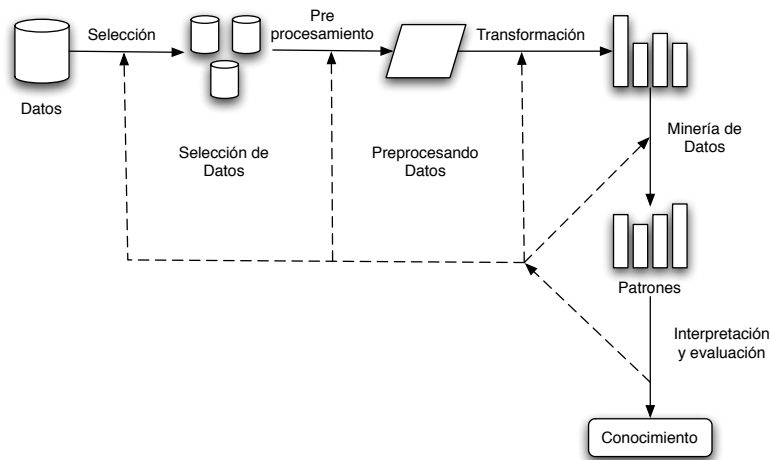 Selección
Pre
procesamiento
Transformación
Datos
Selección de
Datos
Preprocesando
Datos
Minería de
Datos
Patrones
Interpretación
y evaluación
Conocimiento